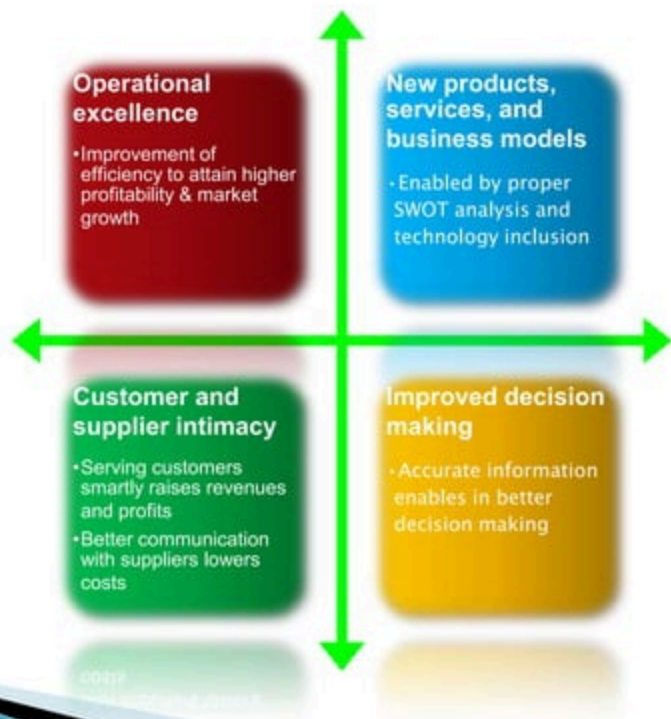 Operational
excellence
•Improvement of
efficiency to attain higher
profitability & market
growth
New products,
services, and
business models
•Enabled by proper
SWOT analysis and
technology inclusion
Customer and
supplier intimacy
•Serving customers
smartly raises revenues
and profits
•Better communication
with suppliers lowers
costs
Improved decision
making
•Accurate information
enables in better
decision making